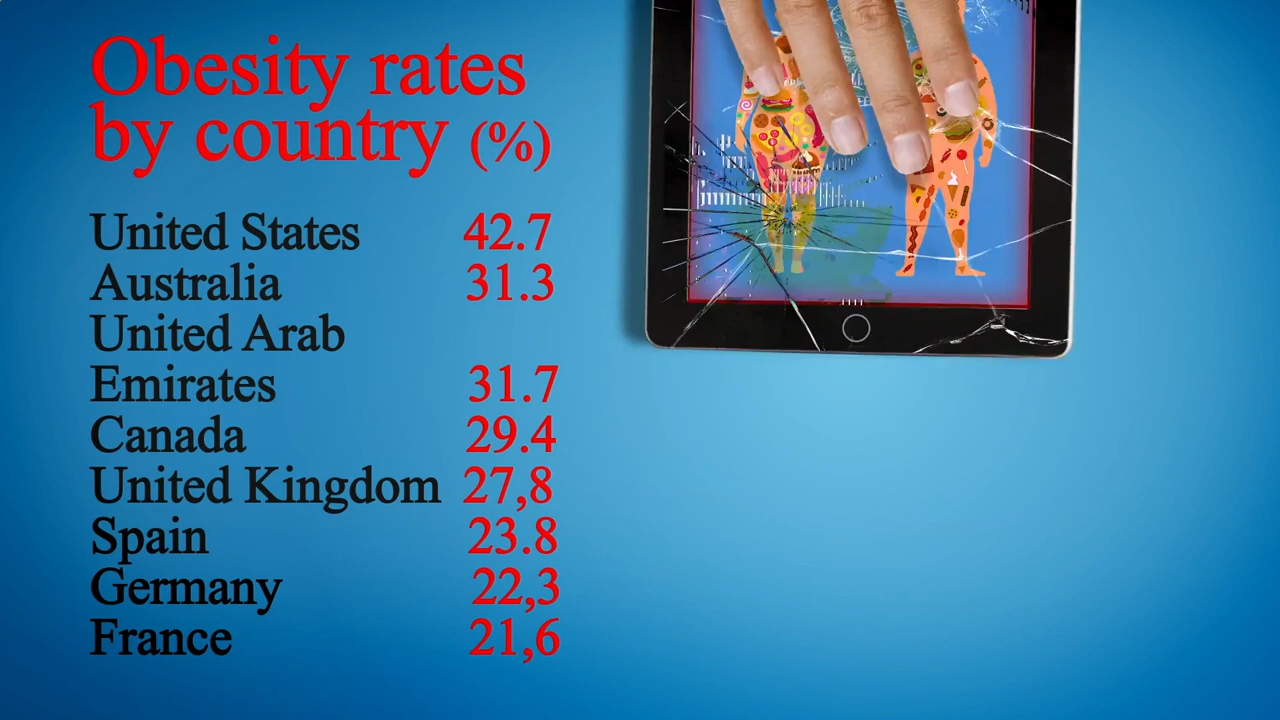 Obesity rates
by country (%)
United States 42.7
Australia 31.3
United Arab
Emirates 31.7
Canada 29.4
United Kingdom 27,8
Spain 23.8
Germany 22,3
France 21,6